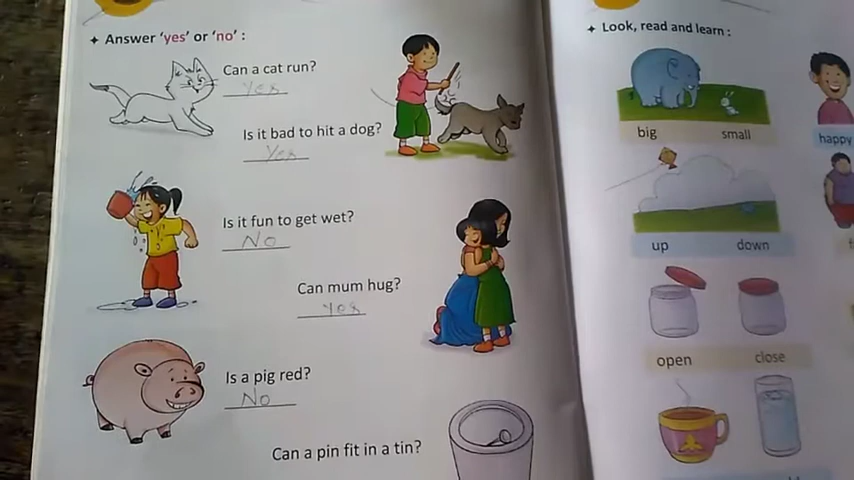 Answer 'yes' or 'no' :
Can a cat run?
Yes
Is it bad to hit a dog?
Yes
Is it fun to get wet?
No
Can mum hug?
Yes
Is a pig red?
No
Can a pin fit in a tin?
Look, read and learn :
big small
happy
up down
open close